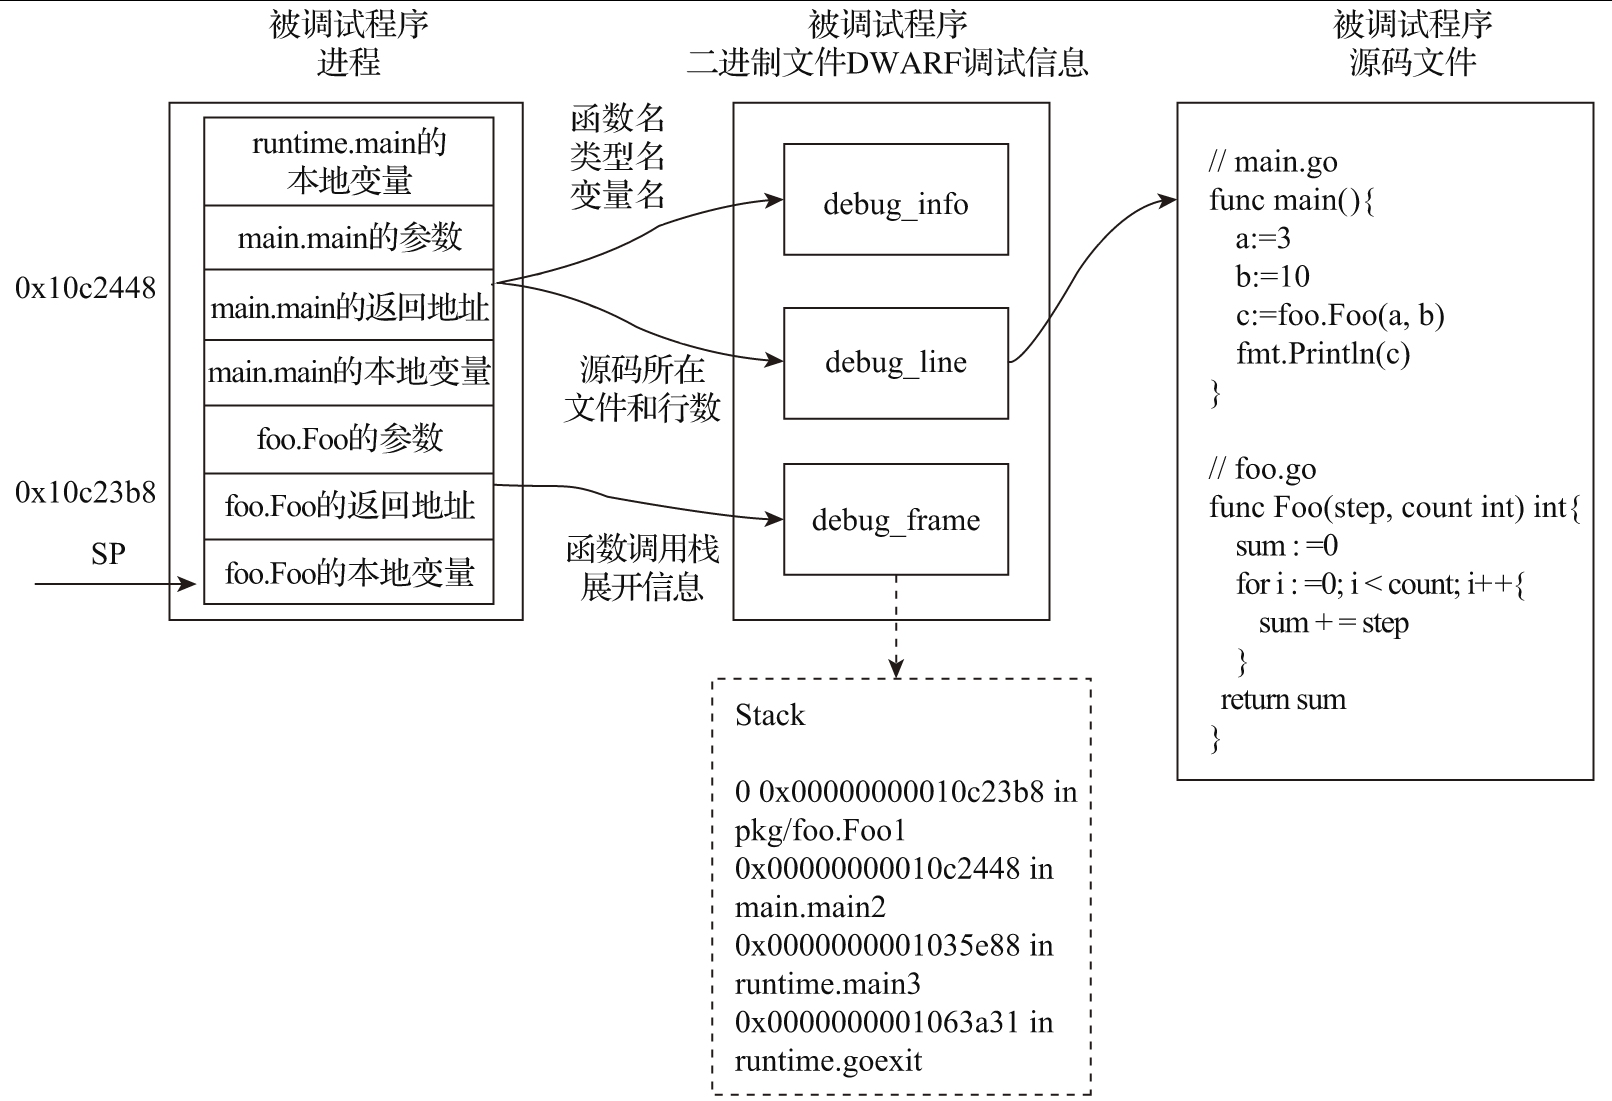 被调试程序
进程
被调试程序
二进制文件DWARF调试信息
被调试程序
源码文件
runtime.main的
本地变量
main.main的参数
main.main的返回地址
main.main的本地变量
foo.Foo的参数
foo.Foo的返回地址
foo.Foo的本地变量
0x10c2448
0x10c23b8
SP
函数名
类型名
变量名
源码所在
文件和行数
函数调用栈
展开信息
debug_info
debug_line
debug_frame
Stack
0 0x00000000010c23b8 in
pkg/foo.Foo1
0x00000000010c2448 in
main.main2
0x0000000001035e88 in
runtime.main3
0x0000000001063a31 in
runtime.goexit
// main.go
func main(){
a:=3
b:=10
c:=foo.Foo(a, b)
fmt.Println(c)
}
// foo.go
func Foo(step, count int) int{
sum : =0
for i : =0; i < count; i++{
sum + = step
}
return sum
}